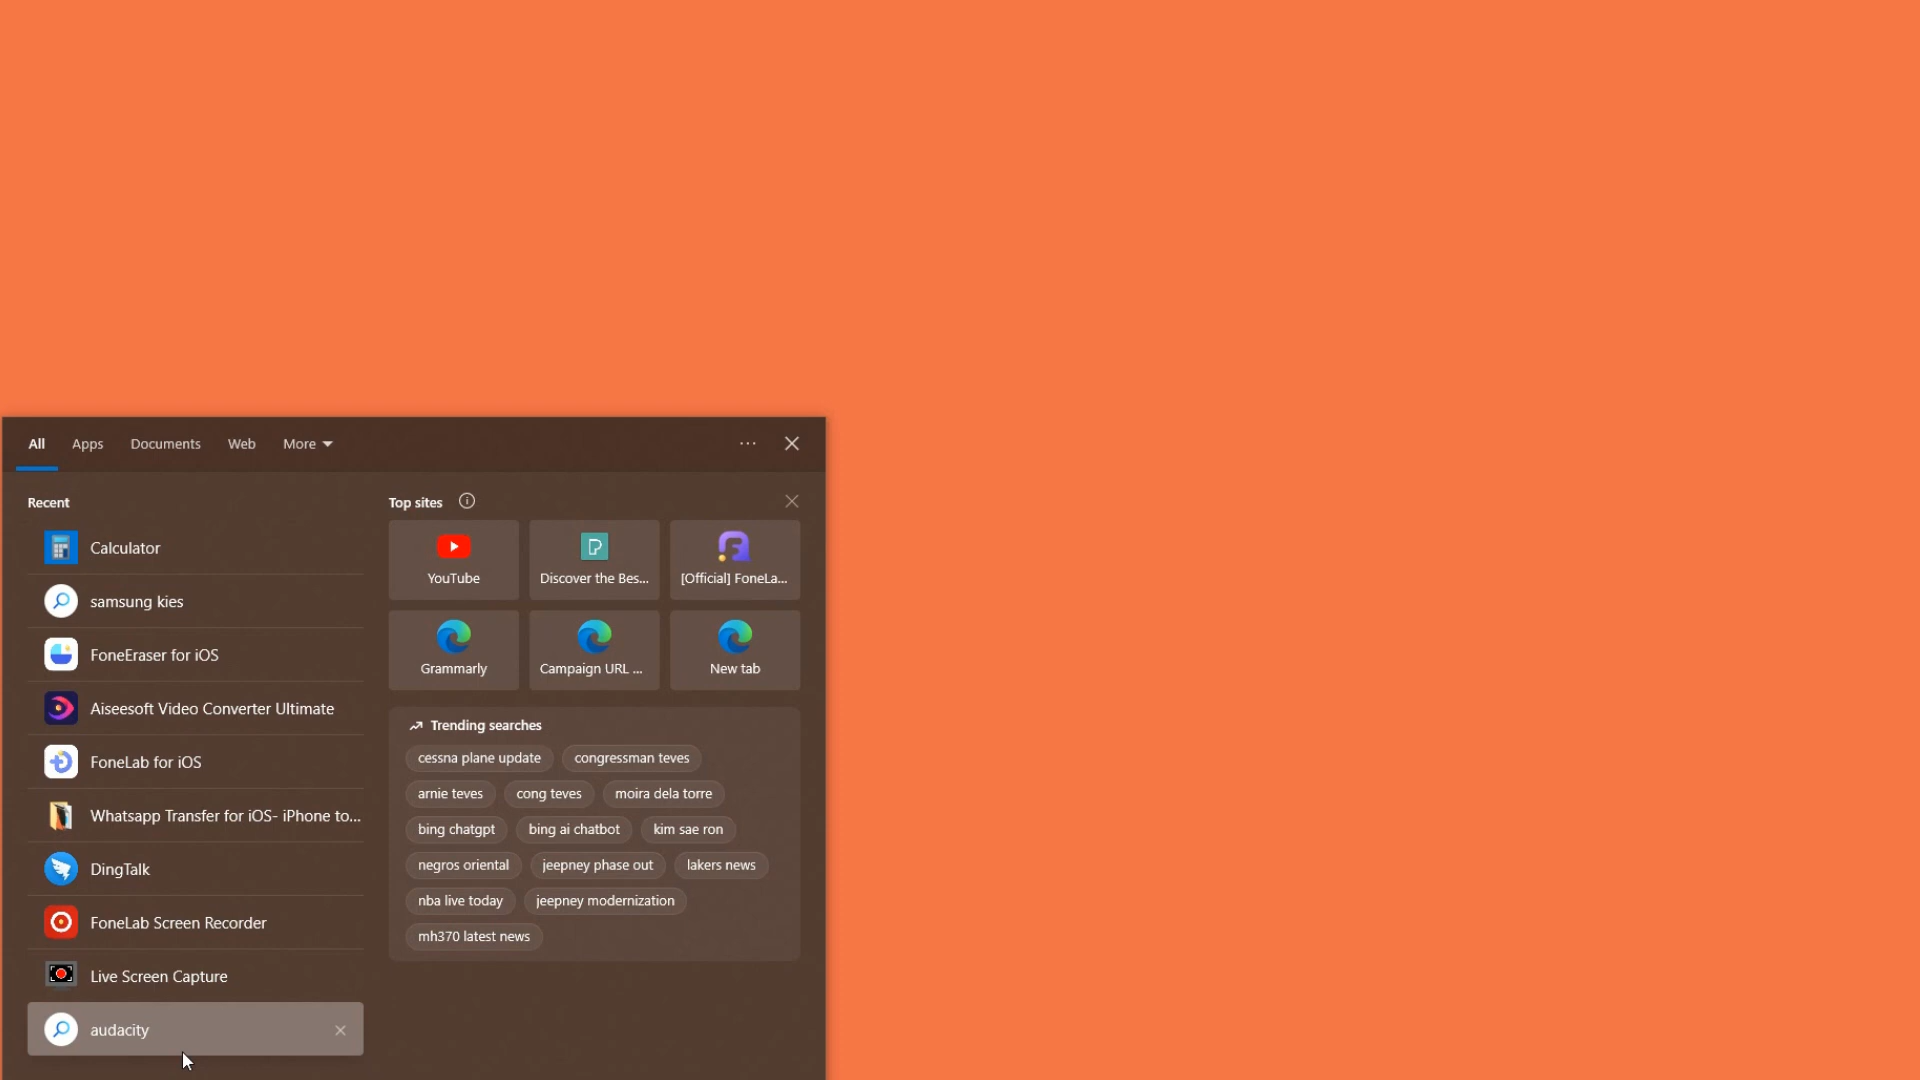 All Apps Documents Web More
Recent
Calculator
samsung kies
FoneEraser for iOS
Aiseesoft Video Converter Ultimate
FoneLab for iOS
Whatsapp Transfer for iOS- iPhone to...
DingTalk
FoneLab Screen Recorder
Live Screen Capture
audacity
Top sites
YouTube
Discover the Bes...
[Official] FoneLa...
Grammarly
Campaign URL ...
New tab
Trending searches
cessna plane update congressman teves
arnie teves cong teves moira dela torre
bing chatgpt bing ai chatbot kim sae ron
negros oriental jeepney phase out lakers news
nba live today jeepney modernization
mh370 latest news